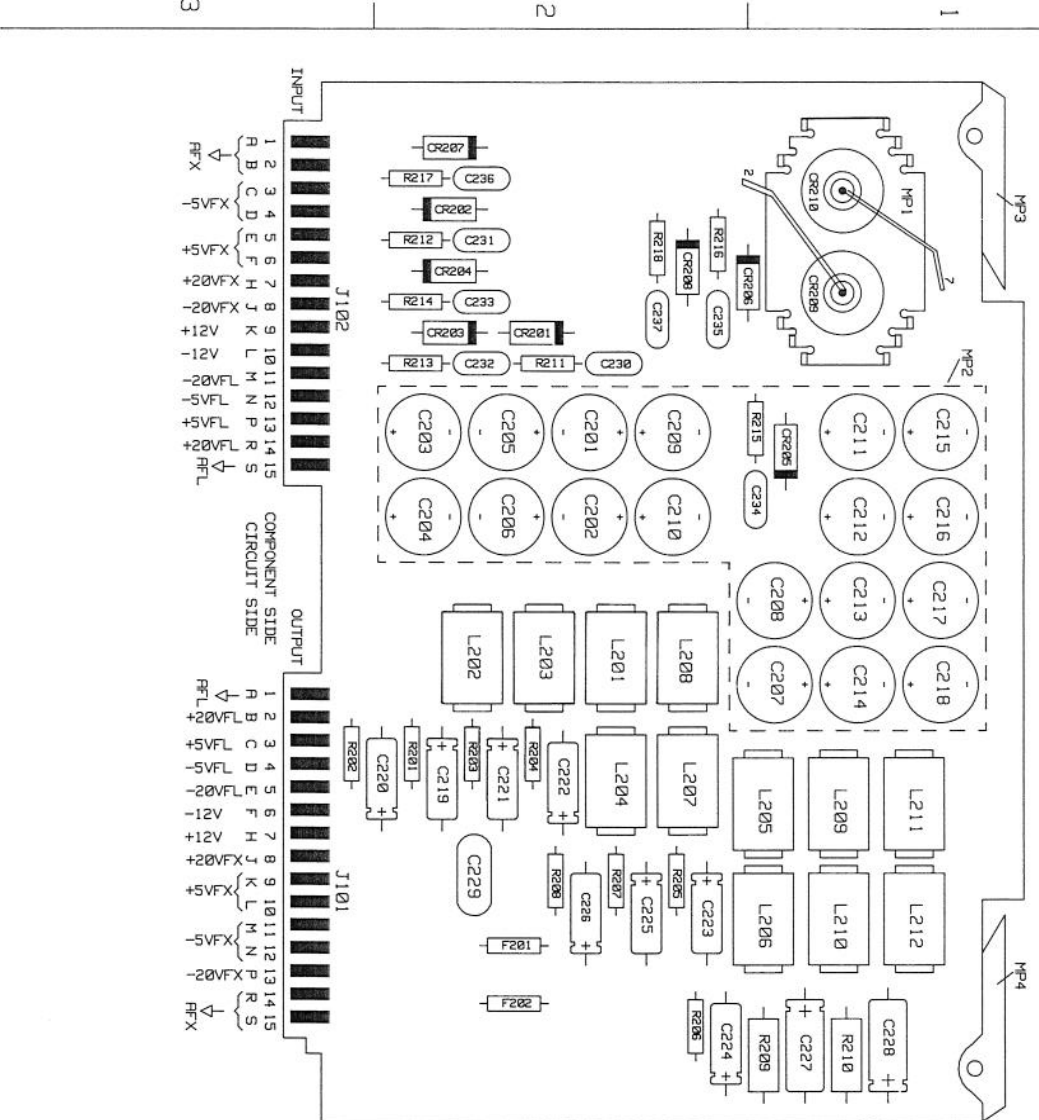 3 2 1
INPUT
A 1
B 2
AFX
C 3
D 4
-5VFX
E 5
F 6
+5VFX
+20VFX H 7
-20VFX J 8
+12V K 9
-12V L 10
-20VFL M 11
-5VFL N 12
+5VFL P 13
+20VFL R 14
AFL S 15
J102
COMPONENT SIDE
CIRCUIT SIDE
OUTPUT
AFL A 1
+20VFL B 2
+5VFL C 3
-5VFL D 4
-20VFL E 5
-12V F 6
+12V H 7
+20VFX J 8
K 9
L 10
+5VFX
M 11
N 12
-5VFX
-20VFX P 13
R 14
S 15
AFX
J101
CR207
R217 C236
CR202
R212 C231
CR204
R214 C233
CR203 CR201
R213 C232 R211 C230
R218 CR208 R216 CR206
C237 C235
MP1
CR210
CR209
2
7
MP3
MP2
C203 C205 C201 C209 R215 CR205 C211 C215
C204 C206 C202 C210 C234 C212 C216
C208 C213 C217
C207 C214 C218
L202 L203 L201 L208
R202 C220 R201 C219 R203 C221 R204 C222 L204 L207 L205 L209 L211
C229 R208 C226 R207 C225 R205 C223 L206 L210 L212
F201
F202
R206 C224 R209 C227 R210 C228
MP4